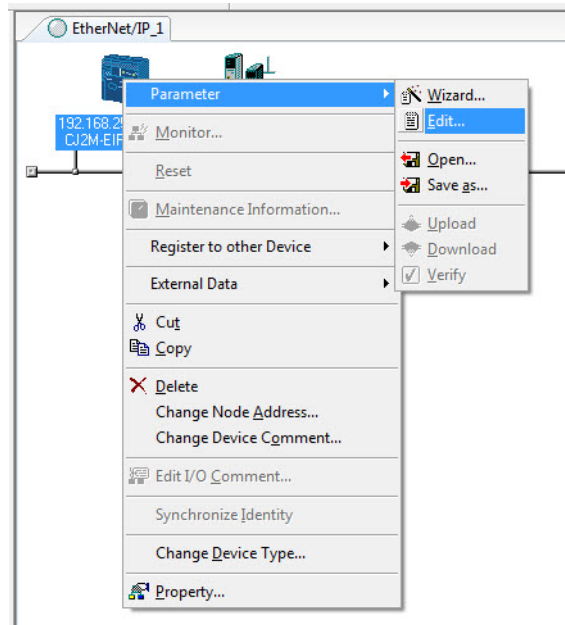 EtherNet/IP_1
192.168.2
CJ2M-EIP
Parameter
Monitor...
Reset
Maintenance Information...
Register to other Device
External Data
Cut
Copy
Delete
Change Node Address...
Change Device Comment...
Edit I/O Comment...
Synchronize Identity
Change Device Type...
Property...
Wizard...
Edit...
Open...
Save as...
Upload
Download
Verify